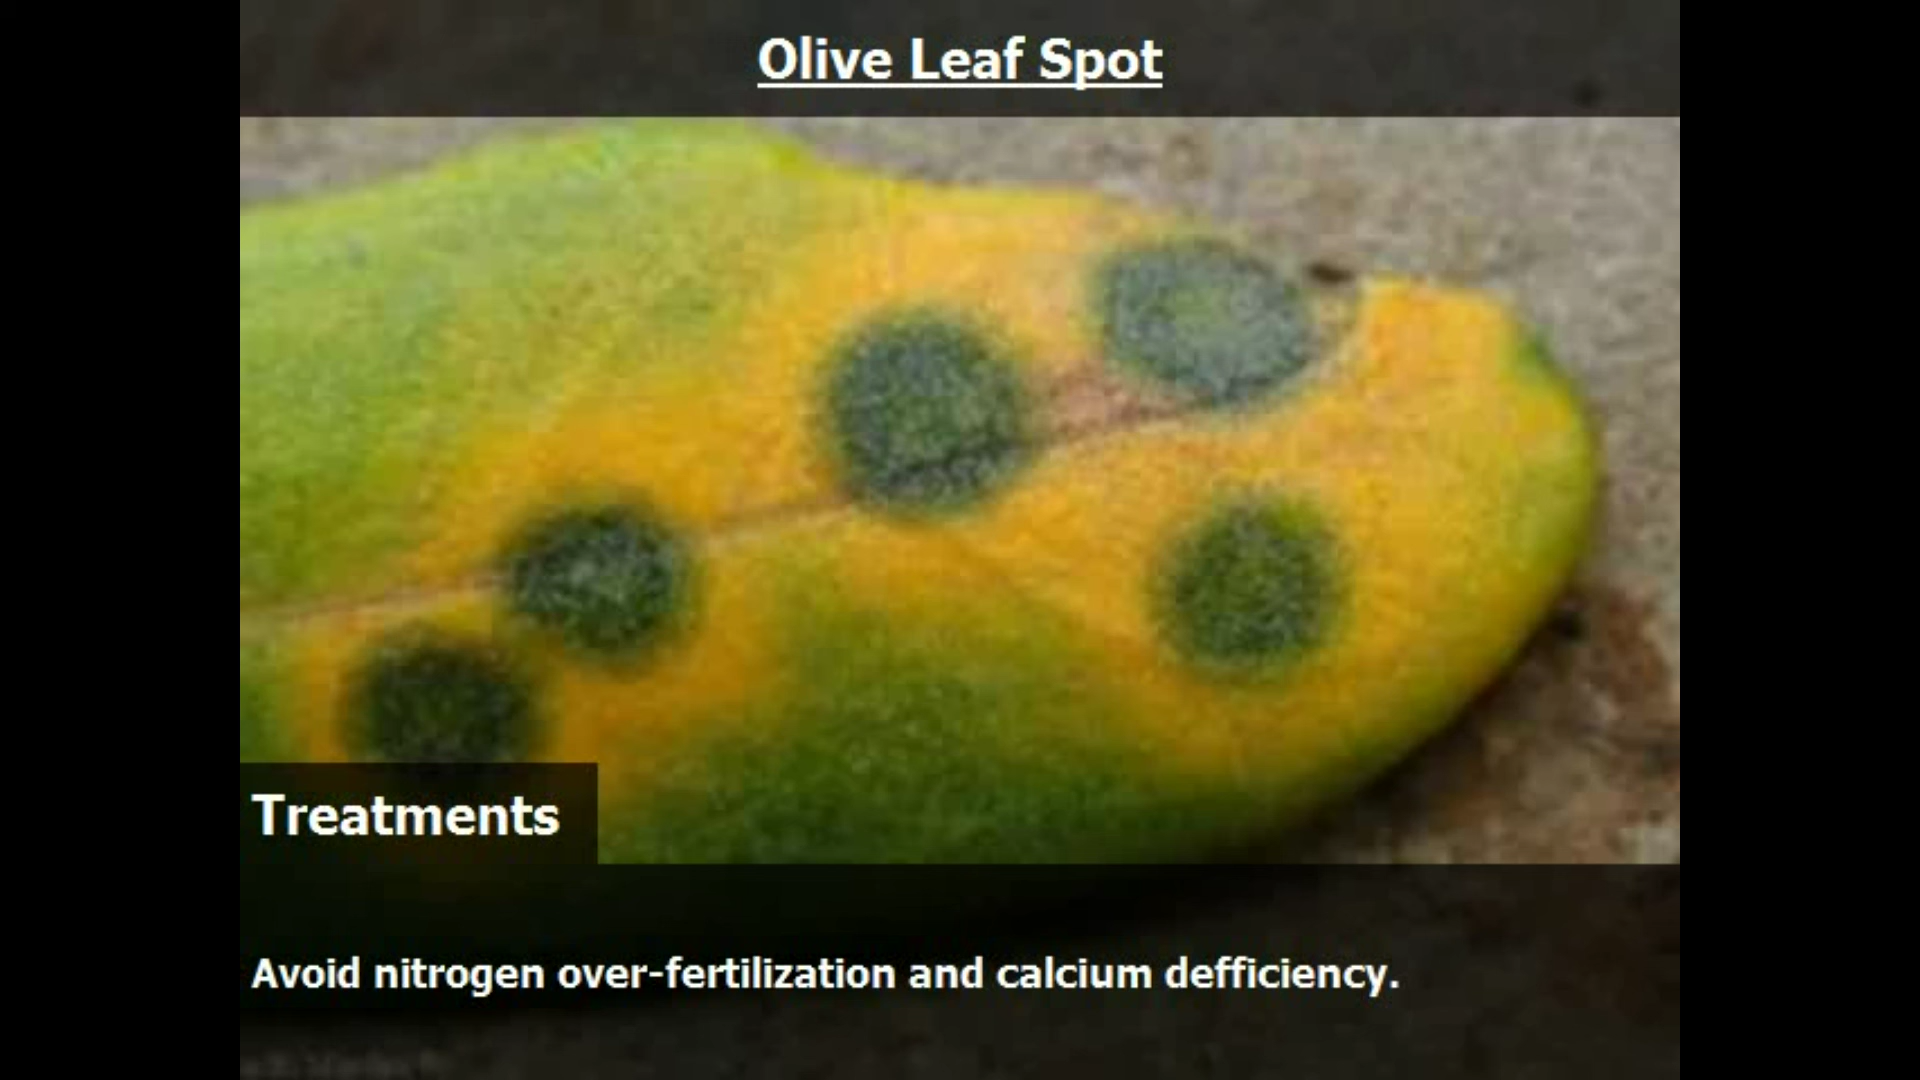 Olive Leaf Spot
Treatments
Avoid nitrogen over-fertilization and calcium defficiency.